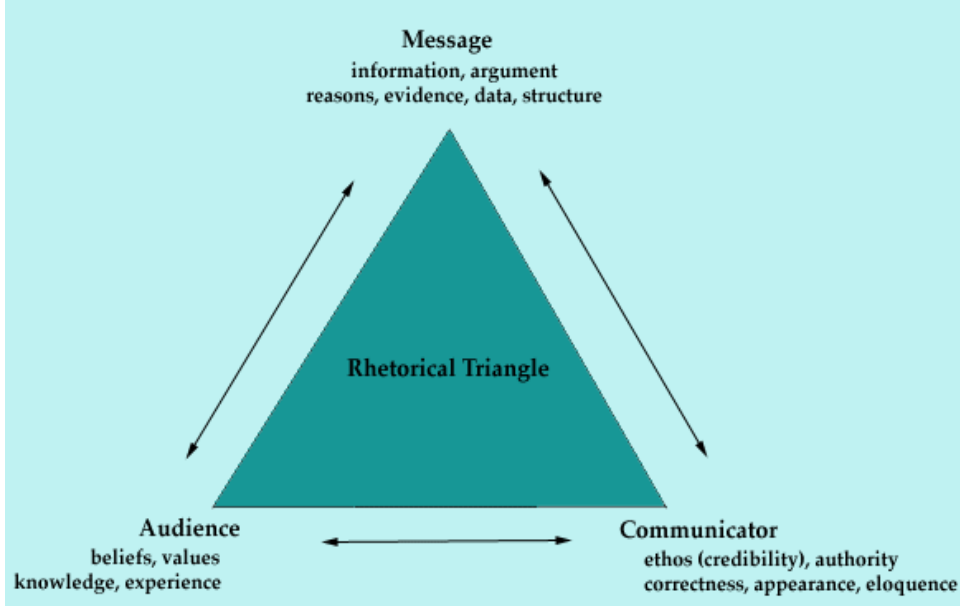 Message
information, argument
reasons, evidence, data, structure
Rhetorical Triangle
Audience
beliefs, values
knowledge, experience
Communicator
ethos (credibility), authority
correctness, appearance, eloquence